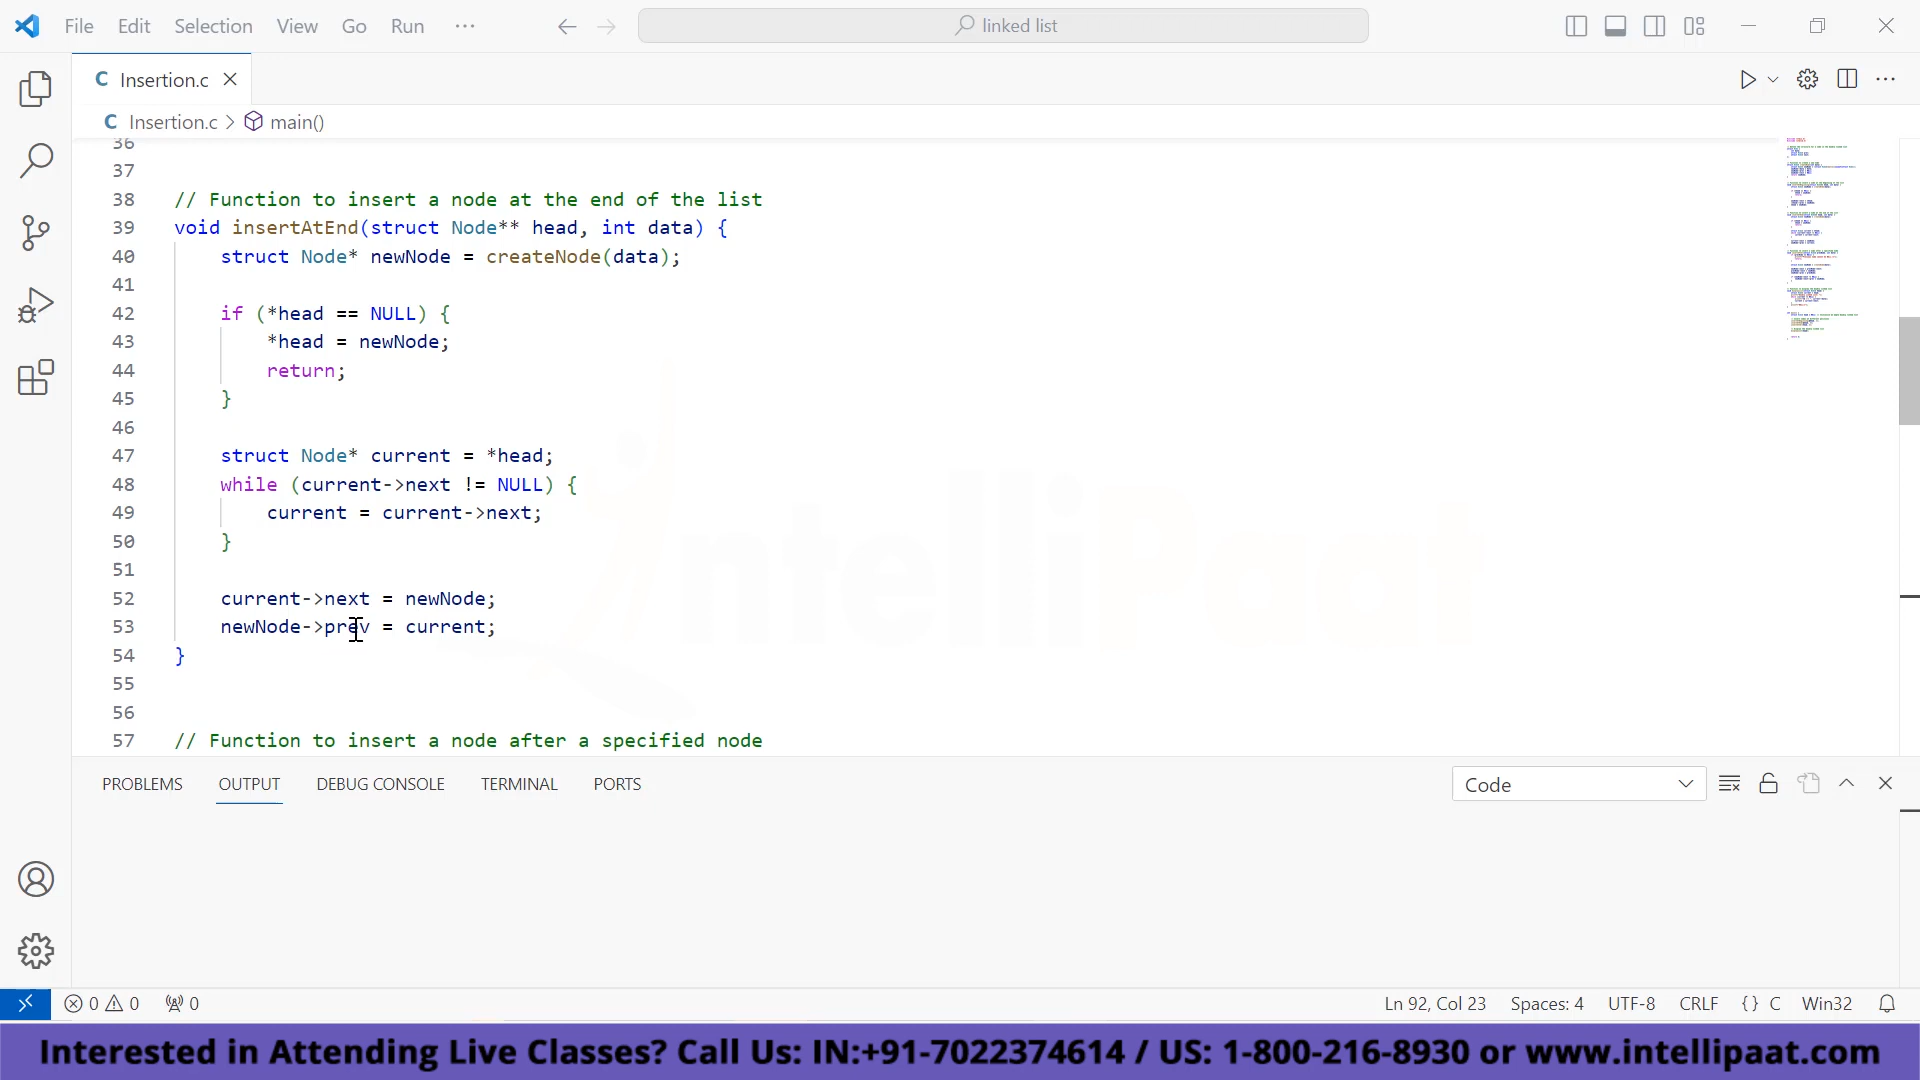 File Edit Selection View Go Run ··· linked list
C Insertion.c
C Insertion.c > main()
36
37
38 // Function to insert a node at the end of the list
39 void insertAtEnd(struct Node** head, int data) {
40 struct Node* newNode = createNode(data);
41
42 if (*head == NULL) {
43 *head = newNode;
44 return;
45 }
46
47 struct Node* current = *head;
48 while (current->next != NULL) {
49 current = current->next;
50 }
51
52 current->next = newNode;
53 newNode->prev = current;
54 }
55
56
57 // Function to insert a node after a specified node
IntelliPaat
PROBLEMS OUTPUT DEBUG CONSOLE TERMINAL PORTS Code
0 0 0 Ln 92, Col 23 Spaces: 4 UTF-8 CRLF {} C Win32
Interested in Attending Live Classes? Call Us: IN:+91-7022374614 / US: 1-800-216-8930 or www.intellipaat.com